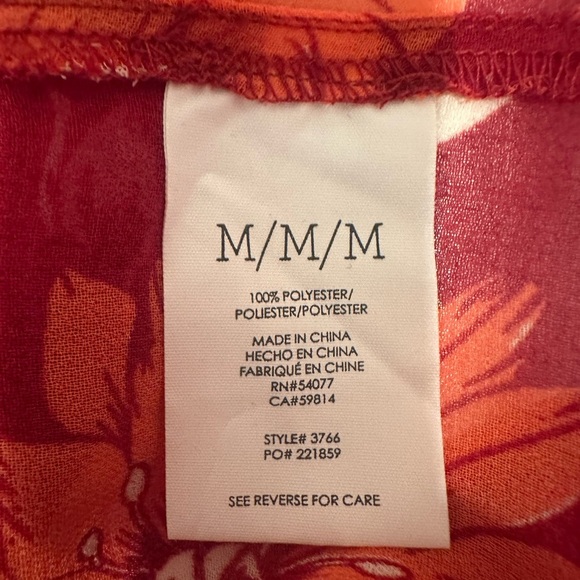 M/M/M
100% POLYESTER/
POLIESTER/POLYESTER
MADE IN CHINA
HECHO EN CHINA
FABRIQUÉ EN CHINE
RN#54077
CA#59814
STYLE# 3766
PO# 221859
SEE REVERSE FOR CARE